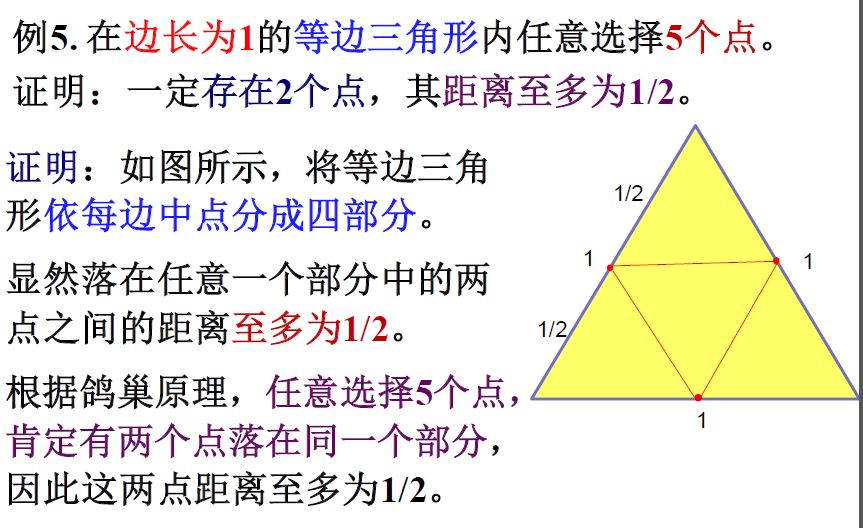 例5. 在边长为1的等边三角形内任意选择5个点。
证明：一定存在2个点，其距离至多为1/2。
证明：如图所示，将等边三角
形依每边中点分成四部分。
显然落在任意一个部分中的两
点之间的距离至多为1/2。
根据鸽巢原理，任意选择5个点，
肯定有两个点落在同一个部分，
因此这两点距离至多为1/2。
1/2
1
1
1/2
1